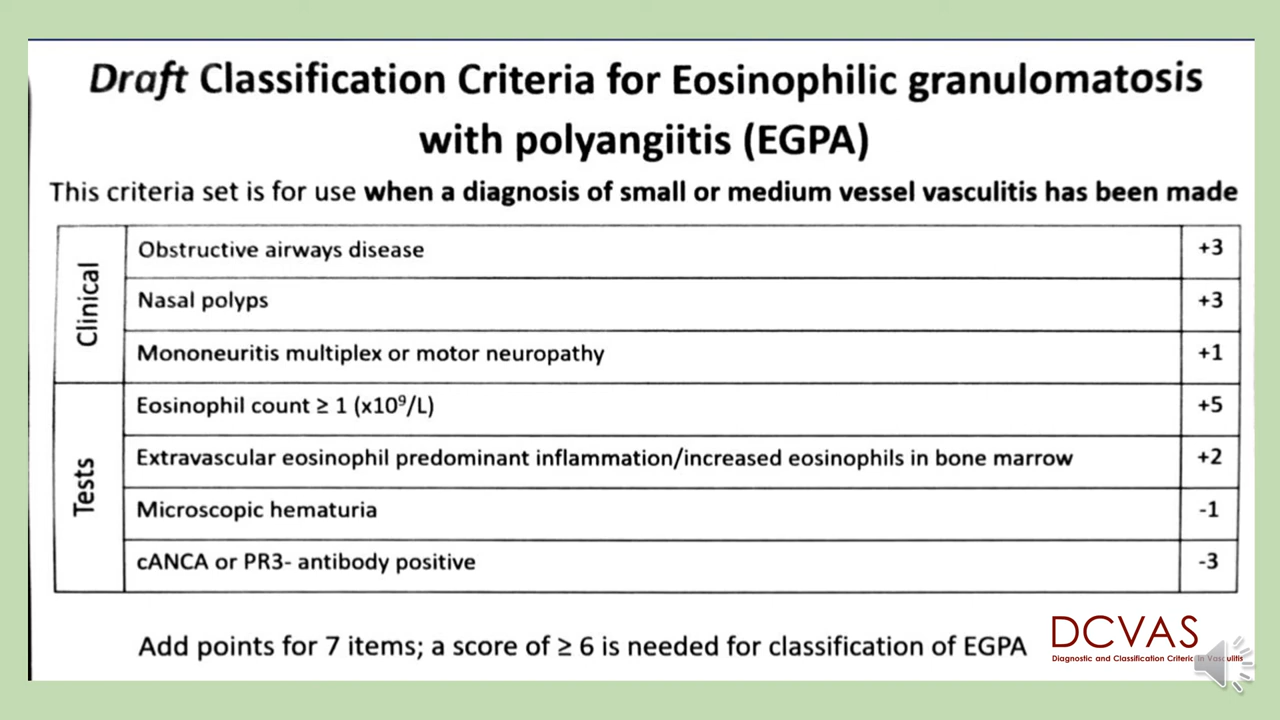 Draft Classification Criteria for Eosinophilic granulomatosis
with polyangiitis (EGPA)
This criteria set is for use when a diagnosis of small or medium vessel vasculitis has been made
Clinical
Obstructive airways disease +3
Nasal polyps +3
Mononeuritis multiplex or motor neuropathy +1
Tests
Eosinophil count ≥ 1 (x10⁹/L) +5
Extravascular eosinophil predominant inflammation/increased eosinophils in bone marrow +2
Microscopic hematuria -1
cANCA or PR3- antibody positive -3
Add points for 7 items; a score of ≥ 6 is needed for classification of EGPA
DCVAS
Diagnostic and Classification Criteria in Vasculitis